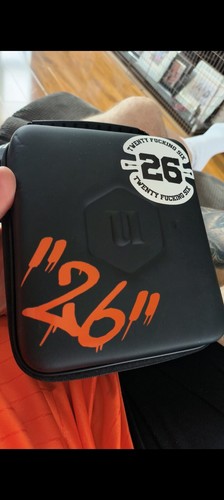 TWENTY FUCKING SIX
26
TWENTY FUCKING SIX
U
"26"